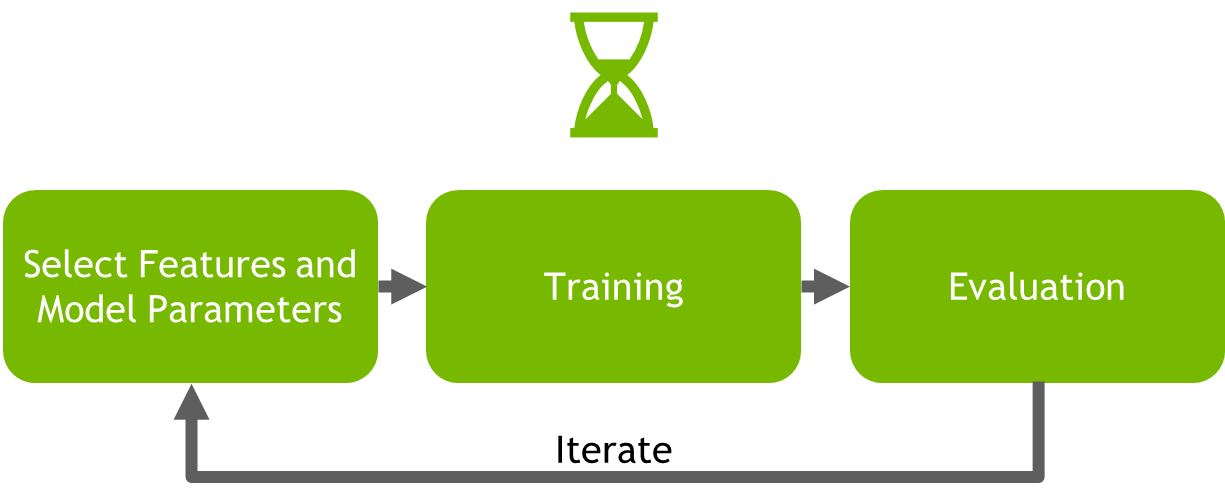 Select Features and
Model Parameters
Training
Evaluation
Iterate